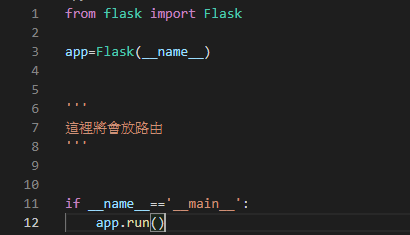 1 from flask import Flask
2
3 app=Flask(__name__)
4
5
6 '''
7 這裡將會放路由
8 '''
9
10
11 if __name__=='__main__':
12     app.run()